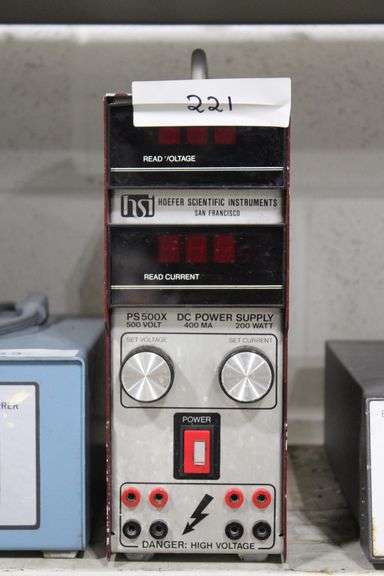 221
READ VOLTAGE
hsi HOEFER SCIENTIFIC INSTRUMENTS
SAN FRANCISCO
READ CURRENT
PS500X DC POWER SUPPLY
500 VOLT 400 MA 200 WATT
SET VOLTAGE SET CURRENT
POWER
DANGER: HIGH VOLTAGE